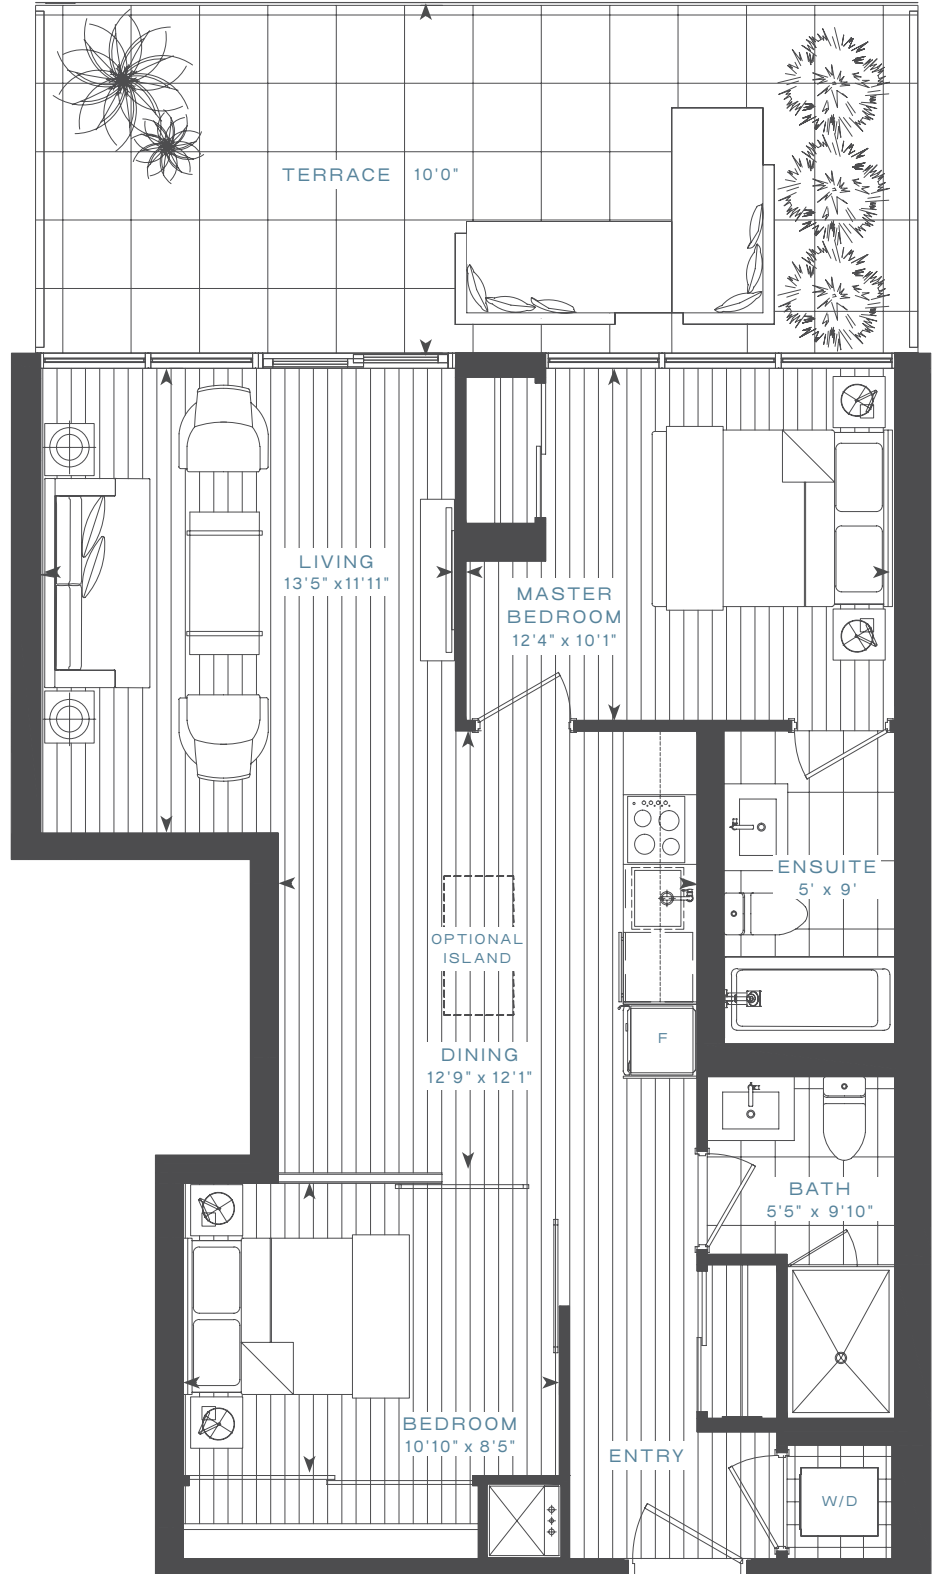 TERRACE 10'0"
LIVING
13'5" x11'11"
MASTER
BEDROOM
12'4" x 10'1"
ENSUITE
5' x 9'
OPTIONAL
ISLAND
F
DINING
12'9" x 12'1"
BATH
5'5" x 9'10"
BEDROOM
10'10" x 8'5"
ENTRY
W/D